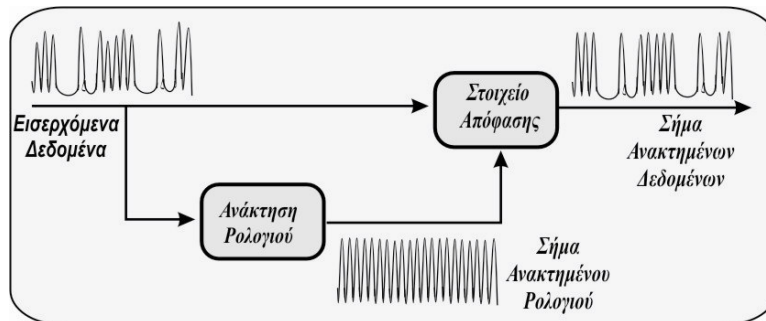 Εισερχόμενα
Δεδομένα
Στοιχείο
Απόφασης
Σήμα
Ανακτημένων
Δεδομένων
Ανάκτηση
Ρολογιού
Σήμα
Ανακτημένου
Ρολογιού